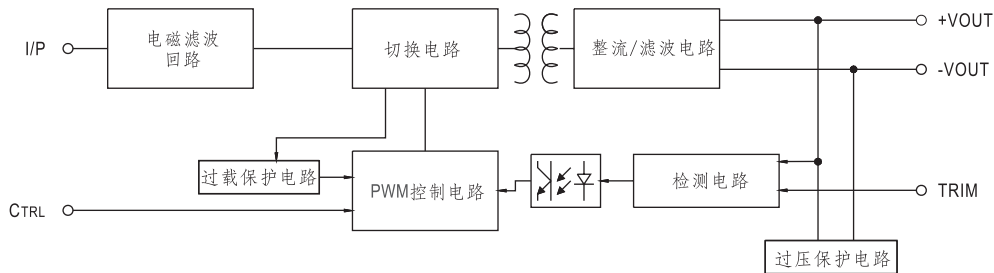 I/P
电磁滤波
回路
切换电路
整流/滤波电路
+VOUT
-VOUT
过载保护电路
PWM控制电路
检测电路
TRIM
CTRL
过压保护电路